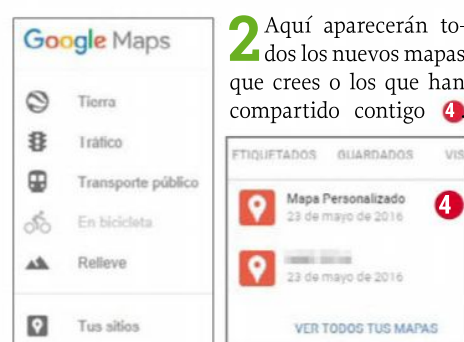 Google Maps
Tierra
Tráfico
Transporte público
En bicicleta
Relieve
Tus sitios
2 Aquí aparecerán to-
dos los nuevos mapas
que crees o los que han
compartido contigo 4.
ETIQUETADOS GUARDADOS VIS
Mapa Personalizado 4
23 de mayo de 2016
23 de mayo de 2016
VER TODOS TUS MAPAS